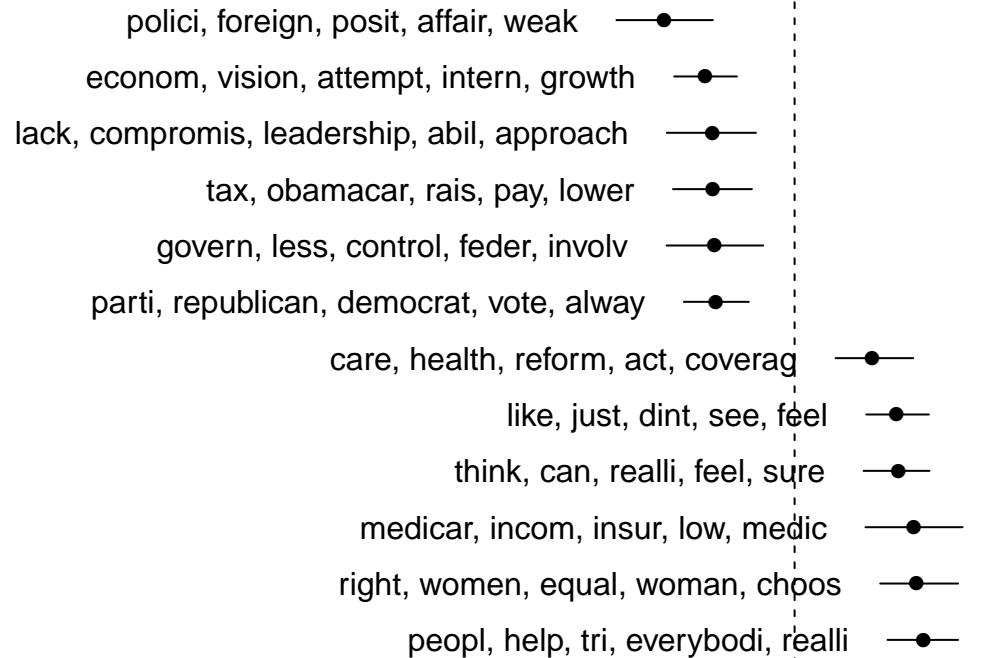 polici, foreign, posit, affair, weak
econom, vision, attempt, intern, growth
lack, compromis, leadership, abil, approach
tax, obamacar, rais, pay, lower
govern, less, control, feder, involv
parti, republican, democrat, vote, alway
care, health, reform, act, coverag
like, just, dint, see, feel
think, can, realli, feel, sure
medicar, incom, insur, low, medic
right, women, equal, woman, choos
peopl, help, tri, everybodi, realli